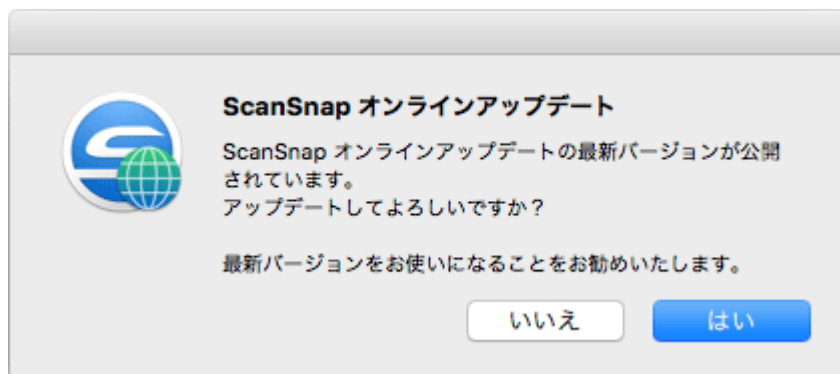 ScanSnap オンラインアップデート
ScanSnap オンラインアップデートの最新バージョンが公開
されています。
アップデートしてよろしいですか？
最新バージョンをお使いになることをお勧めいたします。
いいえ
はい